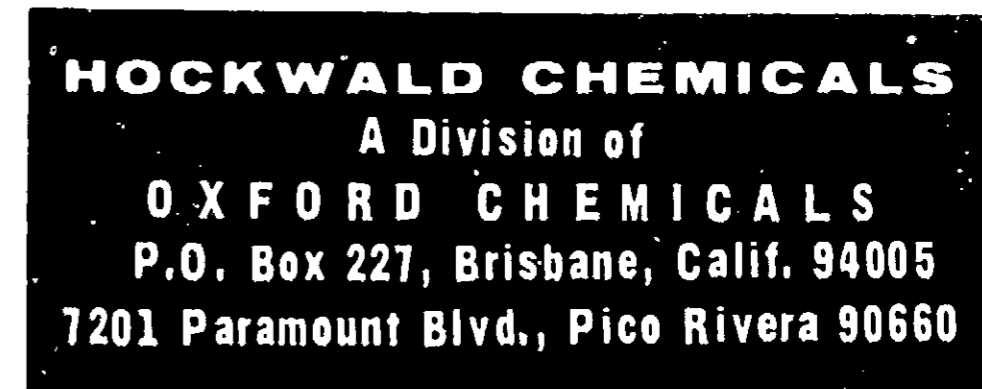 HOCKWALD CHEMICALS
A Division of
OXFORD CHEMICALS
P.O. Box 227, Brisbane, Calif. 94005
7201 Paramount Blvd., Pico Rivera 90660